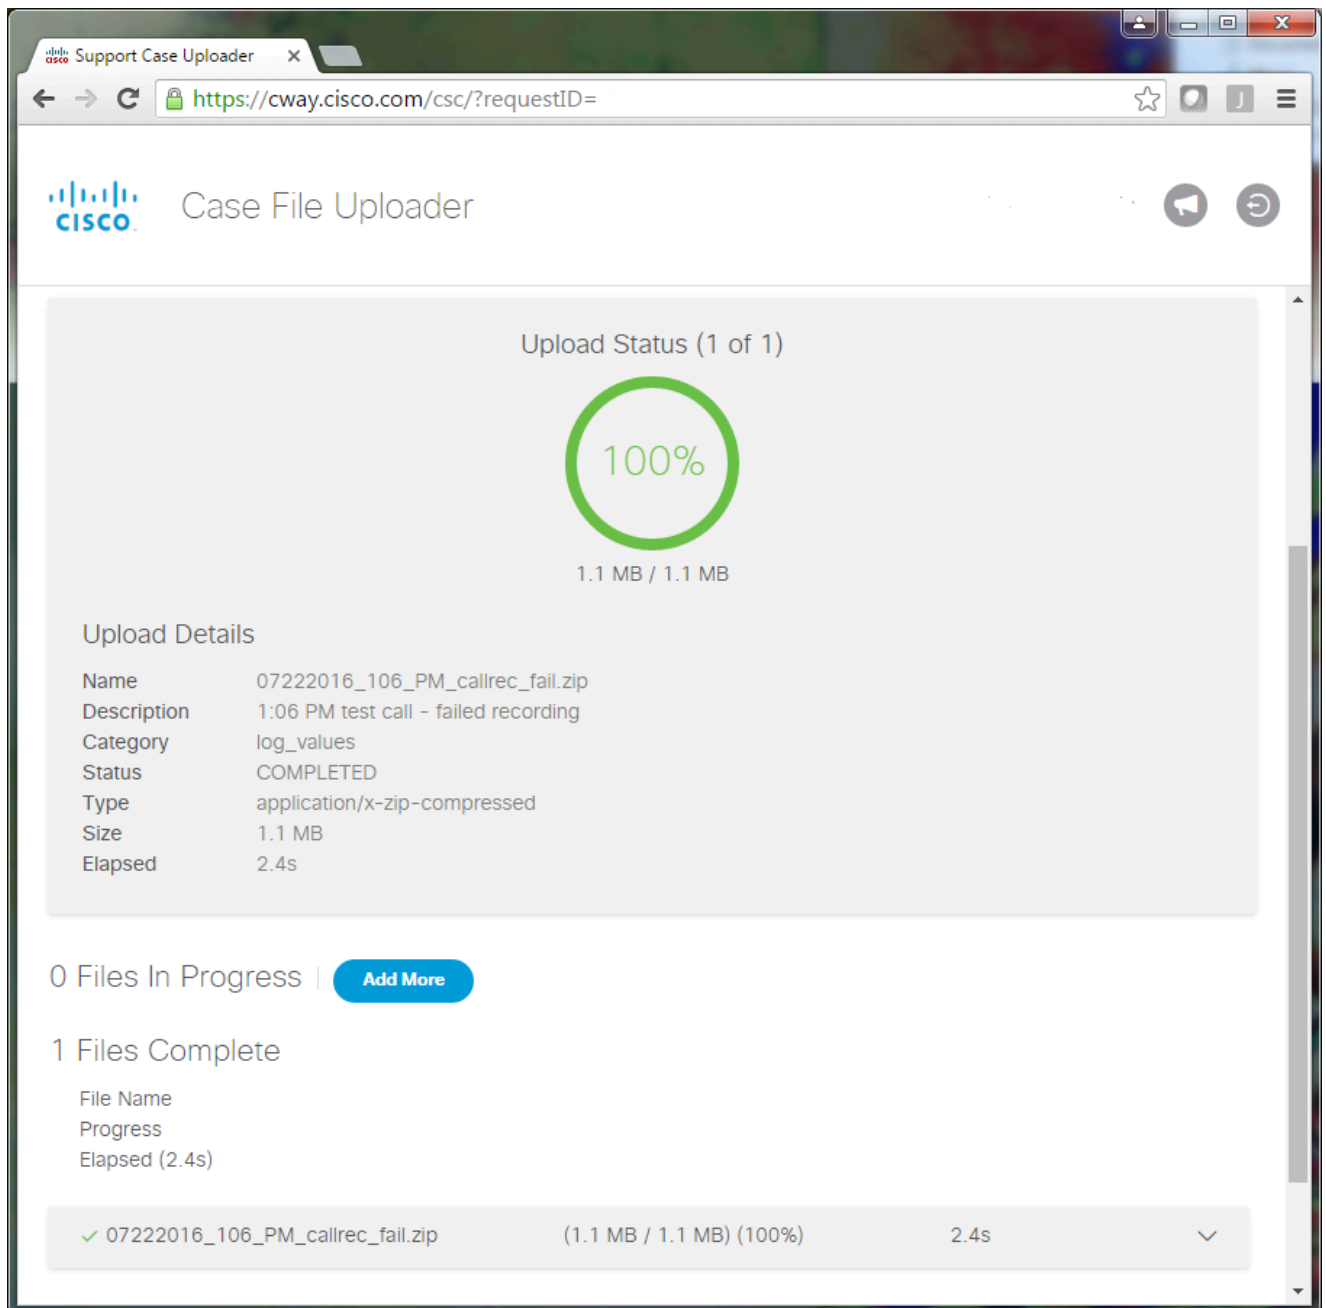 Support Case Uploader
https://cway.cisco.com/csc/?requestID=
J
CISCO
Case File Uploader
Upload Status (1 of 1)
100%
1.1 MB / 1.1 MB
Upload Details
Name 07222016_106_PM_callrec_fail.zip
Description 1:06 PM test call - failed recording
Category log_values
Status COMPLETED
Type application/x-zip-compressed
Size 1.1 MB
Elapsed 2.4s
0 Files In Progress Add More
1 Files Complete
File Name
Progress
Elapsed (2.4s)
07222016_106_PM_callrec_fail.zip (1.1 MB / 1.1 MB) (100%) 2.4s